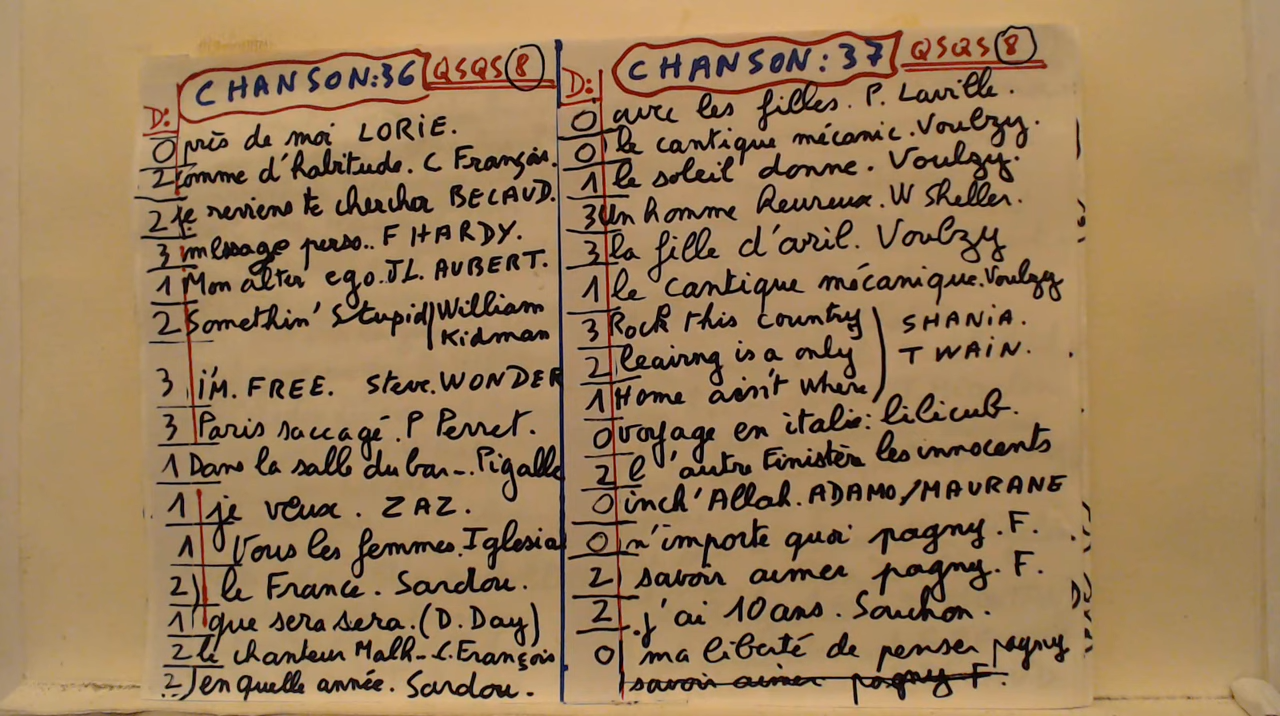 CHANSON:36 QSQS 8
D:
0 près de moi LORIE.
2 comme d'habitude. C François.
2 je reviens te chercher BECAUD.
3 message perso.. F HARDY.
1 Mon alter ego. JL. AUBERT.
2 Somethin' Stupid/William
Kidman
3 i'M. FREE. Steve. WONDER
3 Paris saccagé. P Perret.
1 Dans la salle du bar-. Pigalle
1 je veux. ZAZ.
1 Vous les femmes. Iglesia
2) le France. Sardou.
1 que sera sera. (D. Day)
2 le chanteur Malh-. C. François
2 J en quelle année. Sardou.
CHANSON: 37 QSQS 8
D:
0 avec les filles. P. Laville.
0 le cantique mécanic. Voulzy.
1 le soleil donne. Voulzy.
3 Un homme heureux. W Sheller.
3 la fille d'avril. Voulzy
1 le cantique mécanique. Voulzy
3 Rock this country ) SHANIA.
2 leairng is a only TWAIN.
1 Home ain't where
0 voyage en italie: lilicub.
2 l'autre Finistère les innocents
0 inch'Allah. ADAMO/MAURANE
0 n'importe quoi pagny. F.
2 savoir aimer pagny. F.
2 j'ai 10 ans. Souchon.
0 ma liberté de penser pagny
savoir aimer pagny F.